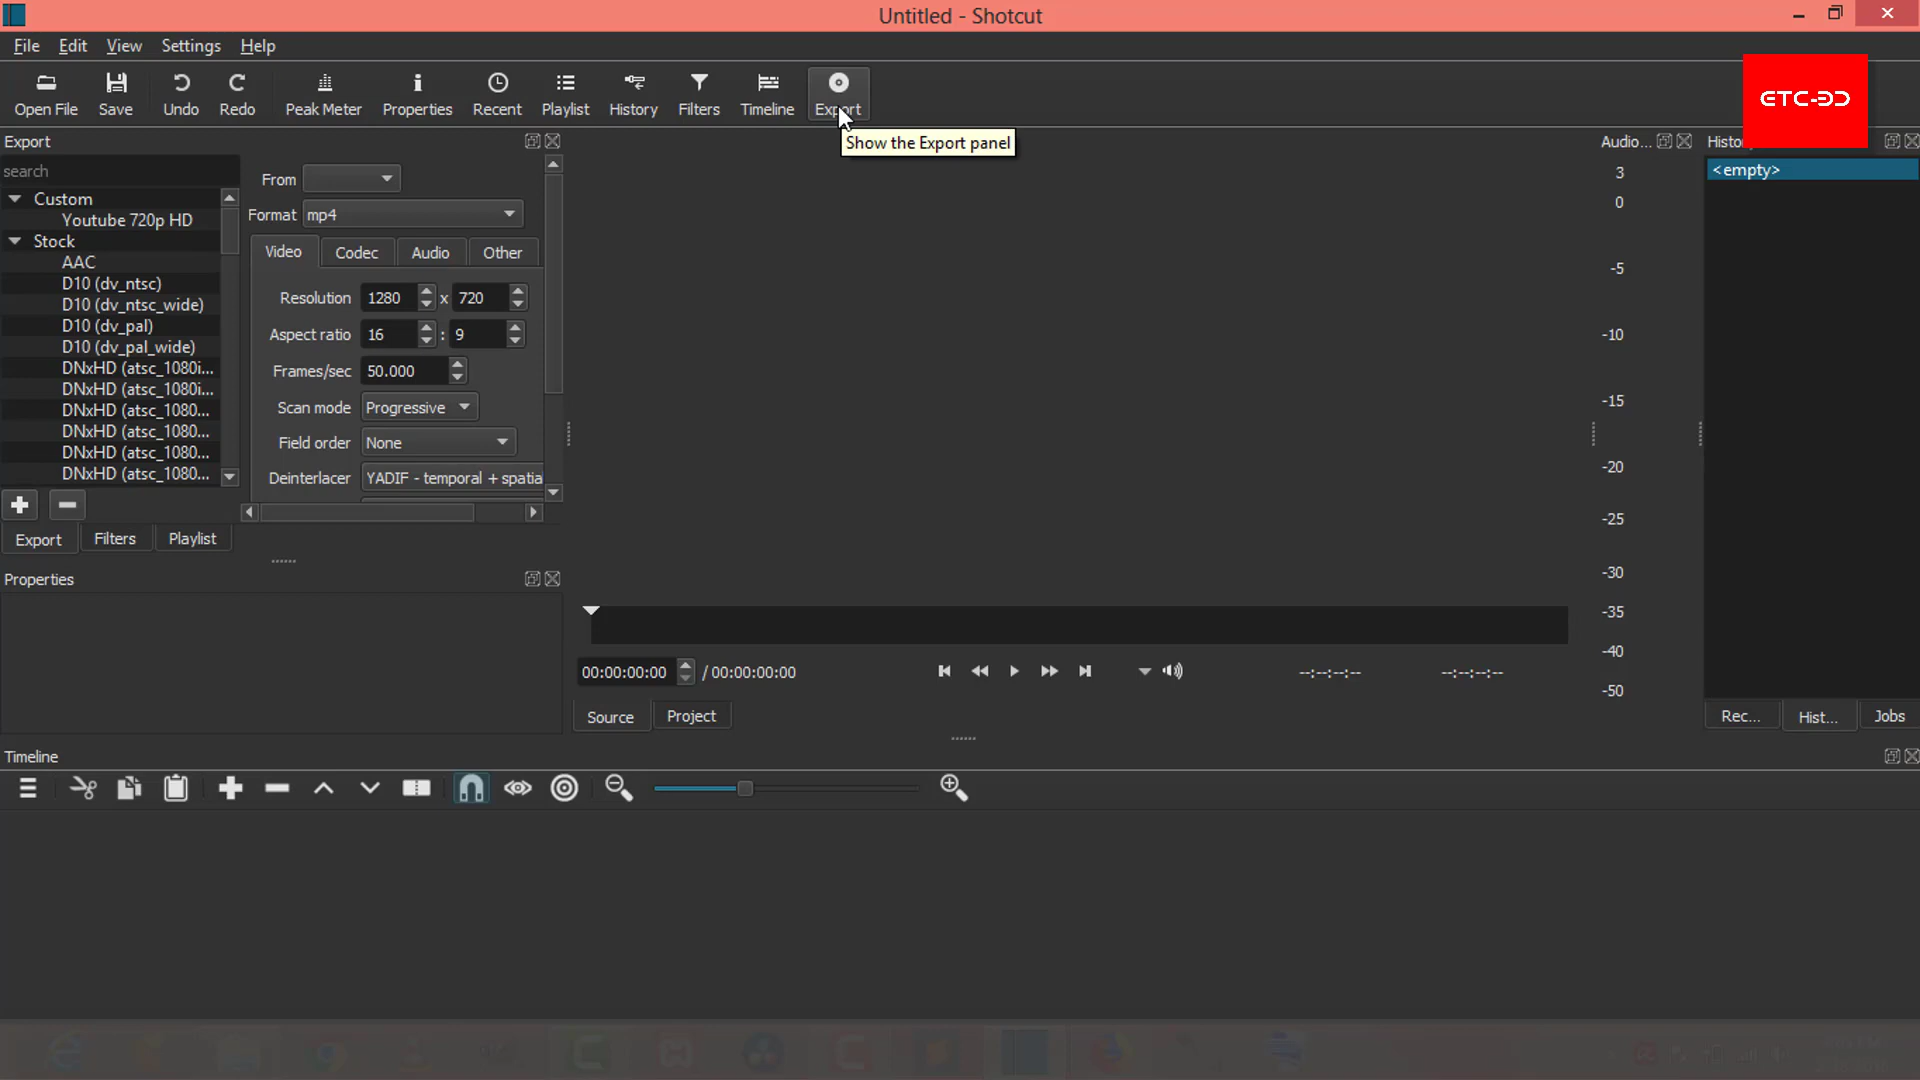 Untitled - Shotcut
File Edit View Settings Help
Open File Save Undo Redo Peak Meter Properties Recent Playlist History Filters Timeline Export
ETC-3D
Show the Export panel
Export
search
Custom
Youtube 720p HD
Stock
AAC
D10 (dv_ntsc)
D10 (dv_ntsc_wide)
D10 (dv_pal)
D10 (dv_pal_wide)
DNxHD (atsc_1080i...
DNxHD (atsc_1080i...
DNxHD (atsc_1080...
DNxHD (atsc_1080...
DNxHD (atsc_1080...
DNxHD (atsc_1080...
From
Format mp4
Video Codec Audio Other
Resolution 1280 x 720
Aspect ratio 16 : 9
Frames/sec 50.000
Scan mode Progressive
Field order None
Deinterlacer YADIF - temporal + spatia
Export Filters Playlist
Properties
00:00:00:00 / 00:00:00:00 --:--:--:-- --:--:--:--
Source Project
Audio...
3
0
-5
-10
-15
-20
-25
-30
-35
-40
-50
Histo
<empty>
Rec... Hist... Jobs
Timeline